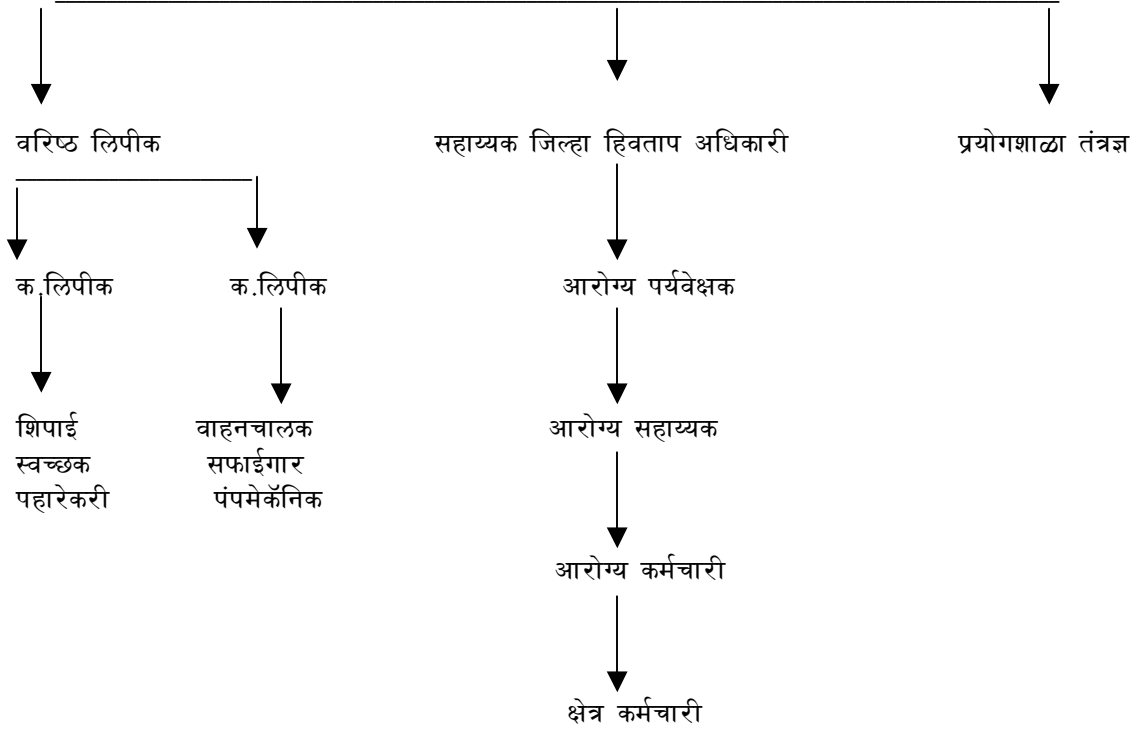 वरिष्ठ लिपीक सहाय्यक जिल्हा हिवताप अधिकारी प्रयोगशाळा तंत्रज्ञ
क.लिपीक क.लिपीक आरोग्य पर्यवेक्षक
शिपाई वाहनचालक आरोग्य सहाय्यक
स्वच्छक सफाईगार
पहारेकरी पंपमेकॅनिक
आरोग्य कर्मचारी
क्षेत्र कर्मचारी